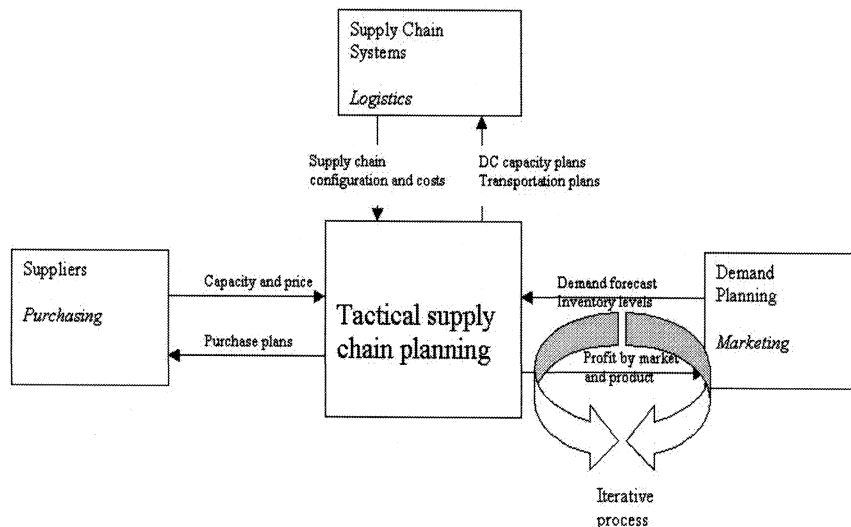 Supply Chain
Systems
Logistics
Supply chain
configuration and costs
DC capacity plans
Transportation plans
Suppliers
Purchasing
Capacity and price
Purchase plans
Tactical supply
chain planning
Demand forecast
Inventory levels
Profit by market
and product
Demand
Planning
Marketing
Iterative
process